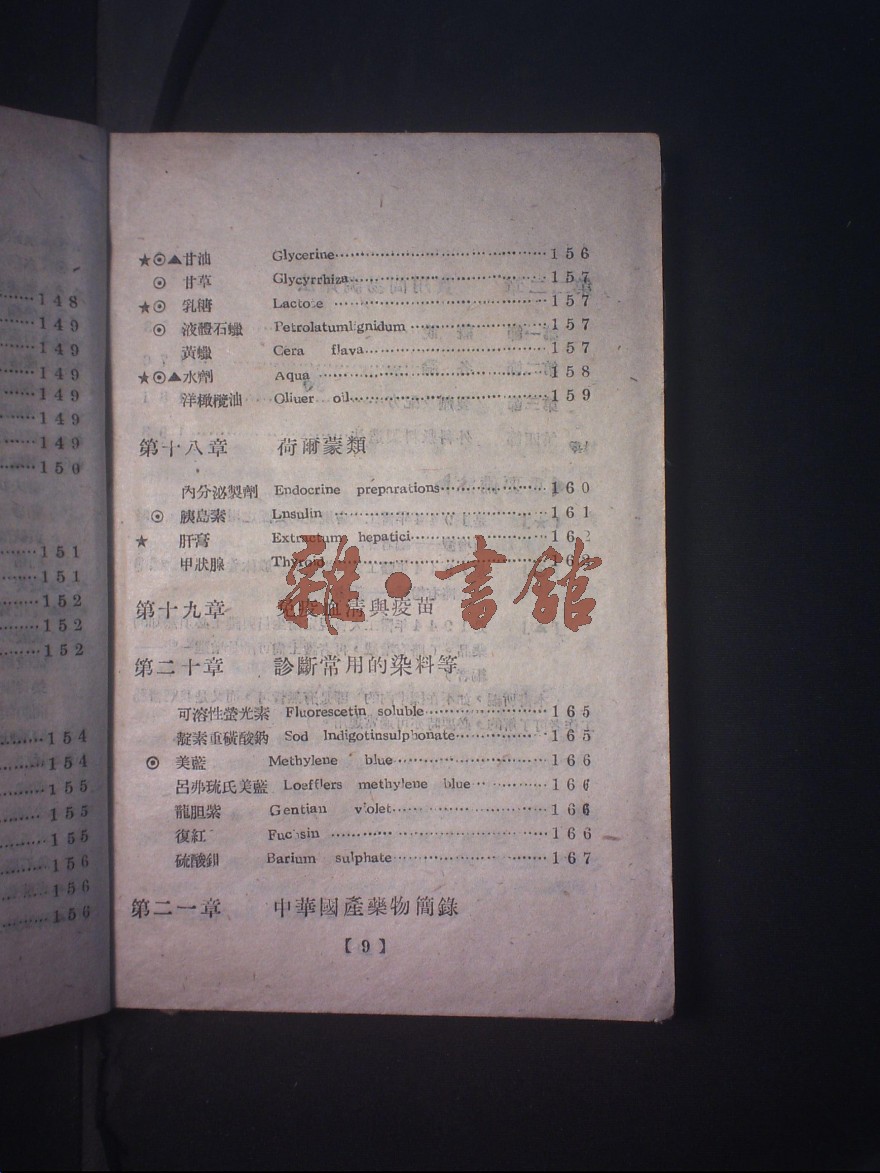 148
149
149
149
149
149
149
150
151
151
152
152
152
154
154
155
155
155
156
156
156
★⊙▲甘油 Glycerine 156
⊙ 甘草 Glycyrrhiza 157
★⊙ 乳糖 Lactose 157
⊙ 液體石蠟 Petrolatumlignidum 157
黃蠟 Cera flava 157
★⊙▲水劑 Aqua 158
洋橄欖油 Oliuer oil 159
第十八章 荷爾蒙類
內分泌製劑 Endocrine preparations 160
⊙ 胰島素 Lnsulin 161
★ 肝膏 Extractum hepatici 162
甲狀腺 Thyroid
第十九章 免疫血清與疫苗
第二十章 診斷常用的染料等
可溶性螢光素 Fluorescetin soluble 165
靛素重磺酸鈉 Sod Indigotinsulphonate 165
⊙ 美藍 Methylene blue 166
呂弗琉氏美藍 Loefflers methylene blue 166
龍胆紫 Gentian violet 166
復紅 Fuchsin 166
硫酸鋇 Barium sulphate 167
第二一章 中華國產藥物簡錄
【9】
雜·書館